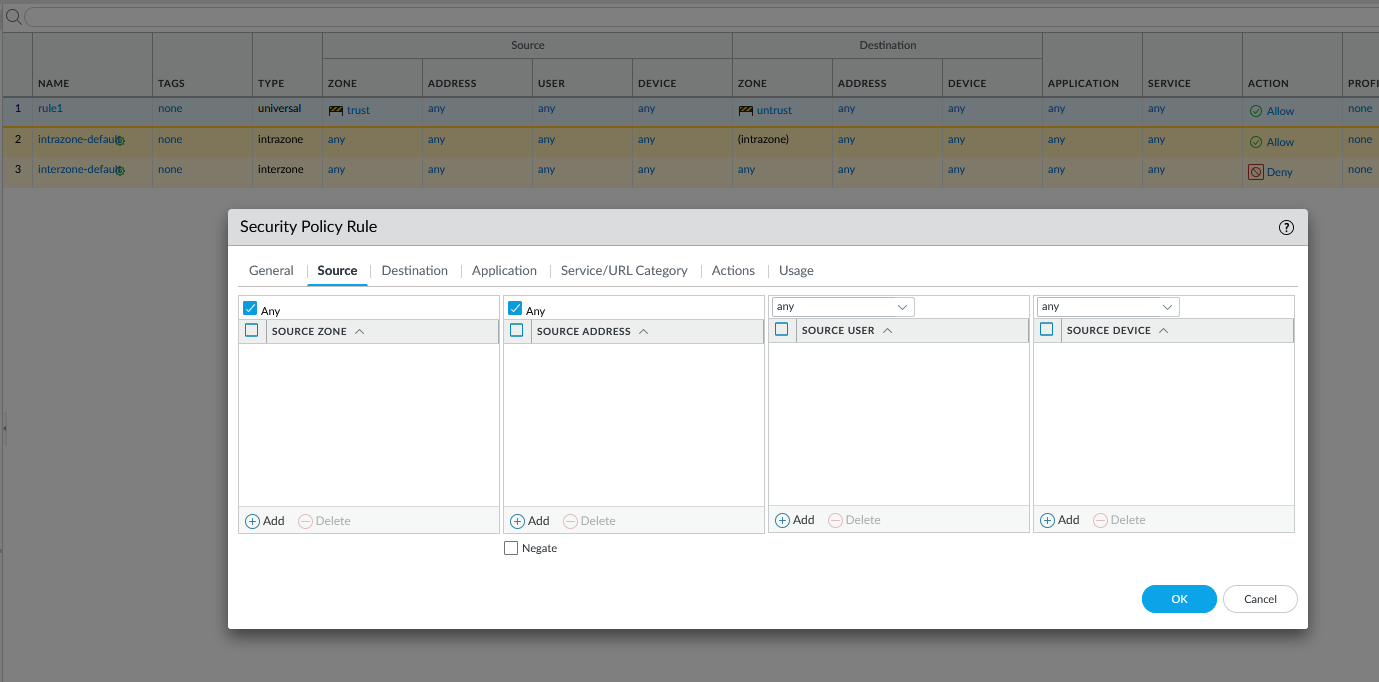 Source Destination
NAME TAGS TYPE ZONE ADDRESS USER DEVICE ZONE ADDRESS DEVICE APPLICATION SERVICE ACTION PROFI
1 rule1 none universal trust any any any untrust any any any any Allow none
2 intrazone-default none intrazone any any any any (intrazone) any any any any Allow none
3 interzone-default none interzone any any any any any any any any any Deny none
Security Policy Rule ?
General Source Destination Application Service/URL Category Actions Usage
Any Any any any
SOURCE ZONE SOURCE ADDRESS SOURCE USER SOURCE DEVICE
Add Delete Add Delete Add Delete Add Delete
Negate
OK Cancel